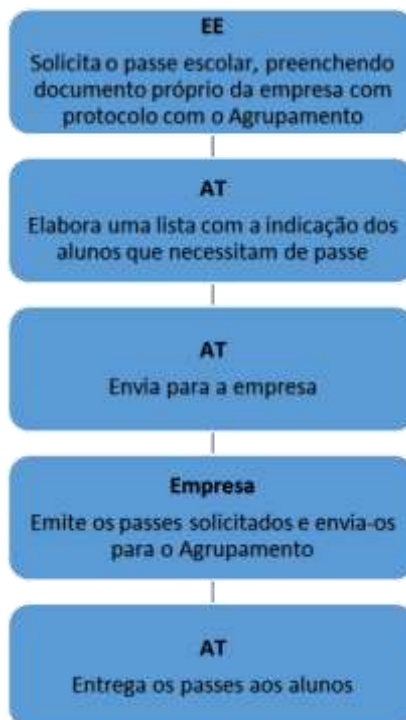 EE
Solicita o passe escolar, preenchendo
documento próprio da empresa com
protocolo com o Agrupamento
AT
Elabora uma lista com a indicação dos
alunos que necessitam de passe
AT
Envia para a empresa
Empresa
Emite os passes solicitados e envia-os
para o Agrupamento
AT
Entrega os passes aos alunos